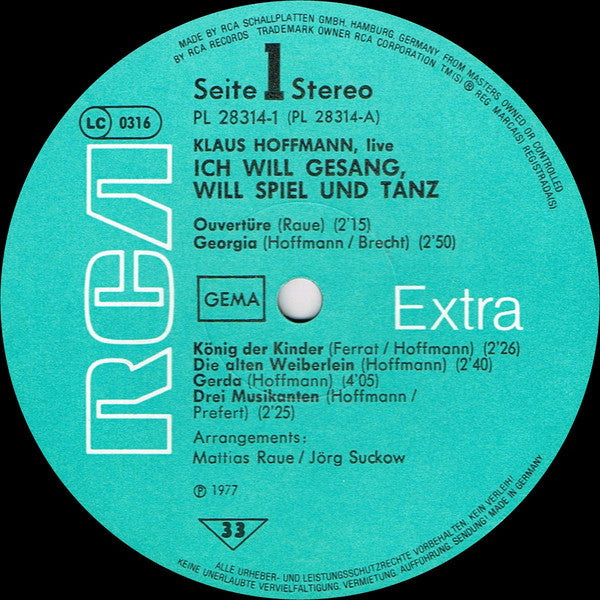 MADE BY RCA SCHALLPLATTEN GMBH, HAMBURG, GERMANY FROM MASTERS OWNED OR CONTROLLED
BY RCA RECORDS TRADEMARK OWNER RCA CORPORATION TM(S) ® REG MARCA(S) REGISTRADA(S)
Seite 1 Stereo
PL 28314-1 (PL 28314-A)
LC 0316
KLAUS HOFFMANN, live
ICH WILL GESANG,
WILL SPIEL UND TANZ
RCA
Ouvertüre (Raue) (2'15)
Georgia (Hoffmann / Brecht) (2'50)
GEMA
Extra
König der Kinder (Ferrat / Hoffmann) (2'26)
Die alten Weiberlein (Hoffmann) (2'40)
Gerda (Hoffmann) (4'05)
Drei Musikanten (Hoffmann /
Prefert) (2'25)
Arrangements:
Mattias Raue / Jörg Suckow
℗ 1977
33
ALLE URHEBER- UND LEISTUNGSSCHUTZRECHTE VORBEHALTEN. KEIN VERLEIH!
KEINE UNERLAUBTE VERVIELFÄLTIGUNG, VERMIETUNG, AUFFÜHRUNG, SENDUNG! MADE IN GERMANY